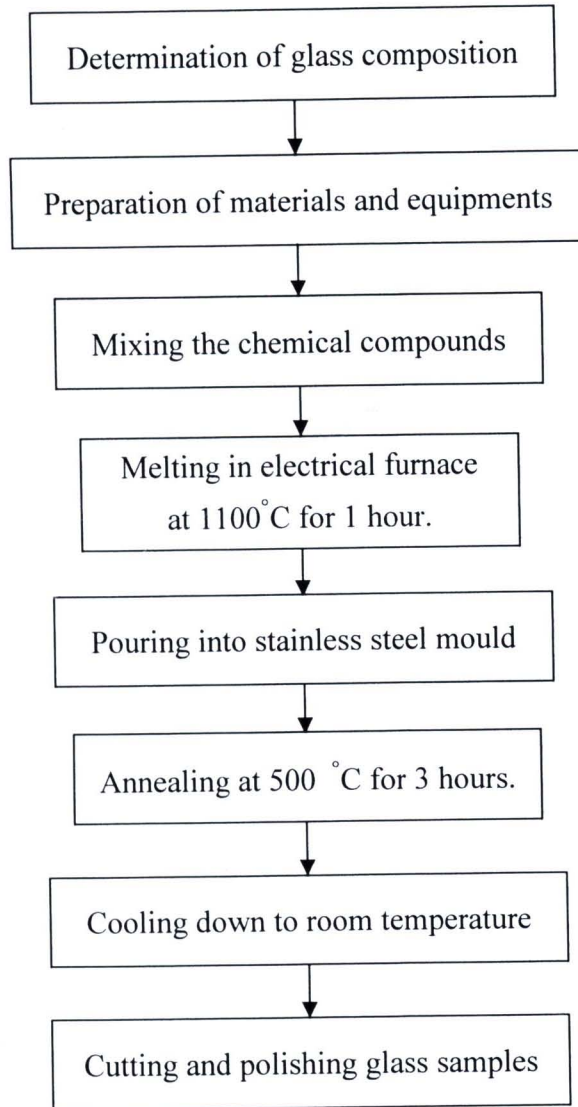 Determination of glass composition
Preparation of materials and equipments
Mixing the chemical compounds
Melting in electrical furnace
at 1100°C for 1 hour.
Pouring into stainless steel mould
Annealing at 500 °C for 3 hours.
Cooling down to room temperature
Cutting and polishing glass samples